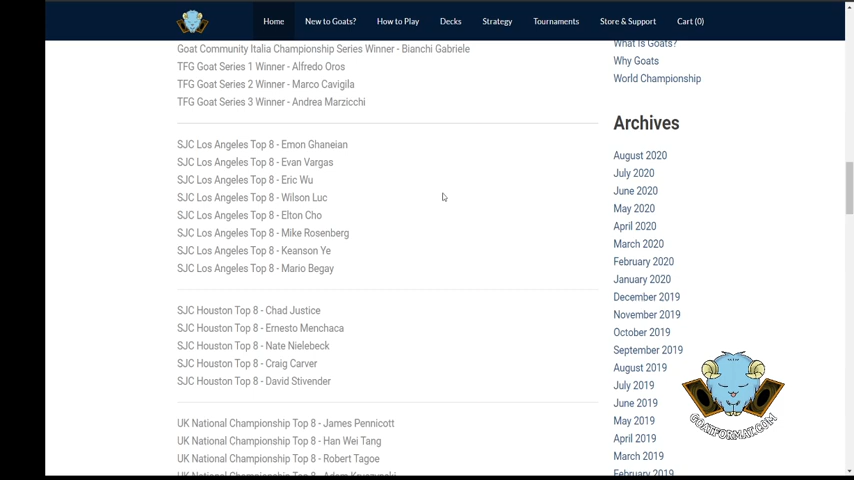 Home
New to Goats?
How to Play
Decks
Strategy
Tournaments
Store & Support
Cart (0)
Goat Community Italia Championship Series Winner - Bianchi Gabriele
TFG Goat Series 1 Winner - Alfredo Oros
TFG Goat Series 2 Winner - Marco Cavigila
TFG Goat Series 3 Winner - Andrea Marzicchi
SJC Los Angeles Top 8 - Emon Ghaneian
SJC Los Angeles Top 8 - Evan Vargas
SJC Los Angeles Top 8 - Eric Wu
SJC Los Angeles Top 8 - Wilson Luc
SJC Los Angeles Top 8 - Elton Cho
SJC Los Angeles Top 8 - Mike Rosenberg
SJC Los Angeles Top 8 - Keanson Ye
SJC Los Angeles Top 8 - Mario Begay
SJC Houston Top 8 - Chad Justice
SJC Houston Top 8 - Ernesto Menchaca
SJC Houston Top 8 - Nate Nielebeck
SJC Houston Top 8 - Craig Carver
SJC Houston Top 8 - David Stivender
UK National Championship Top 8 - James Pennicott
UK National Championship Top 8 - Han Wei Tang
UK National Championship Top 8 - Robert Tagoe
UK National Championship Top 8 - Adam
What Is Goats?
Why Goats
World Championship
Archives
August 2020
July 2020
June 2020
May 2020
April 2020
March 2020
February 2020
January 2020
December 2019
November 2019
October 2019
September 2019
August 2019
July 2019
June 2019
May 2019
April 2019
March 2019
February 2019
GOATFORMAT.COM